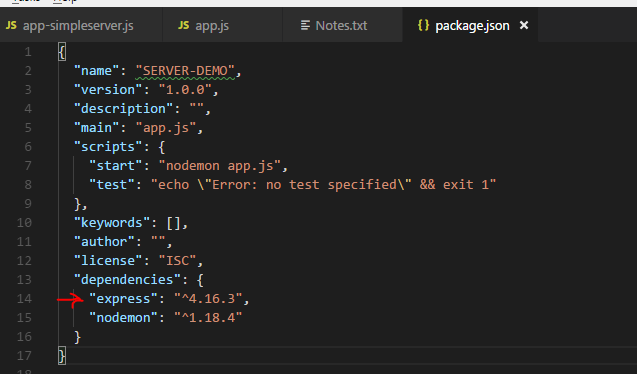 JS app-simpleserver.js JS app.js Notes.txt {} package.json ×
1 {
2 "name": "SERVER-DEMO",
3 "version": "1.0.0",
4 "description": "",
5 "main": "app.js",
6 "scripts": {
7 "start": "nodemon app.js",
8 "test": "echo \"Error: no test specified\" && exit 1"
9 },
10 "keywords": [],
11 "author": "",
12 "license": "ISC",
13 "dependencies": {
14 "express": "^4.16.3",
15 "nodemon": "^1.18.4"
16 }
17 }
18